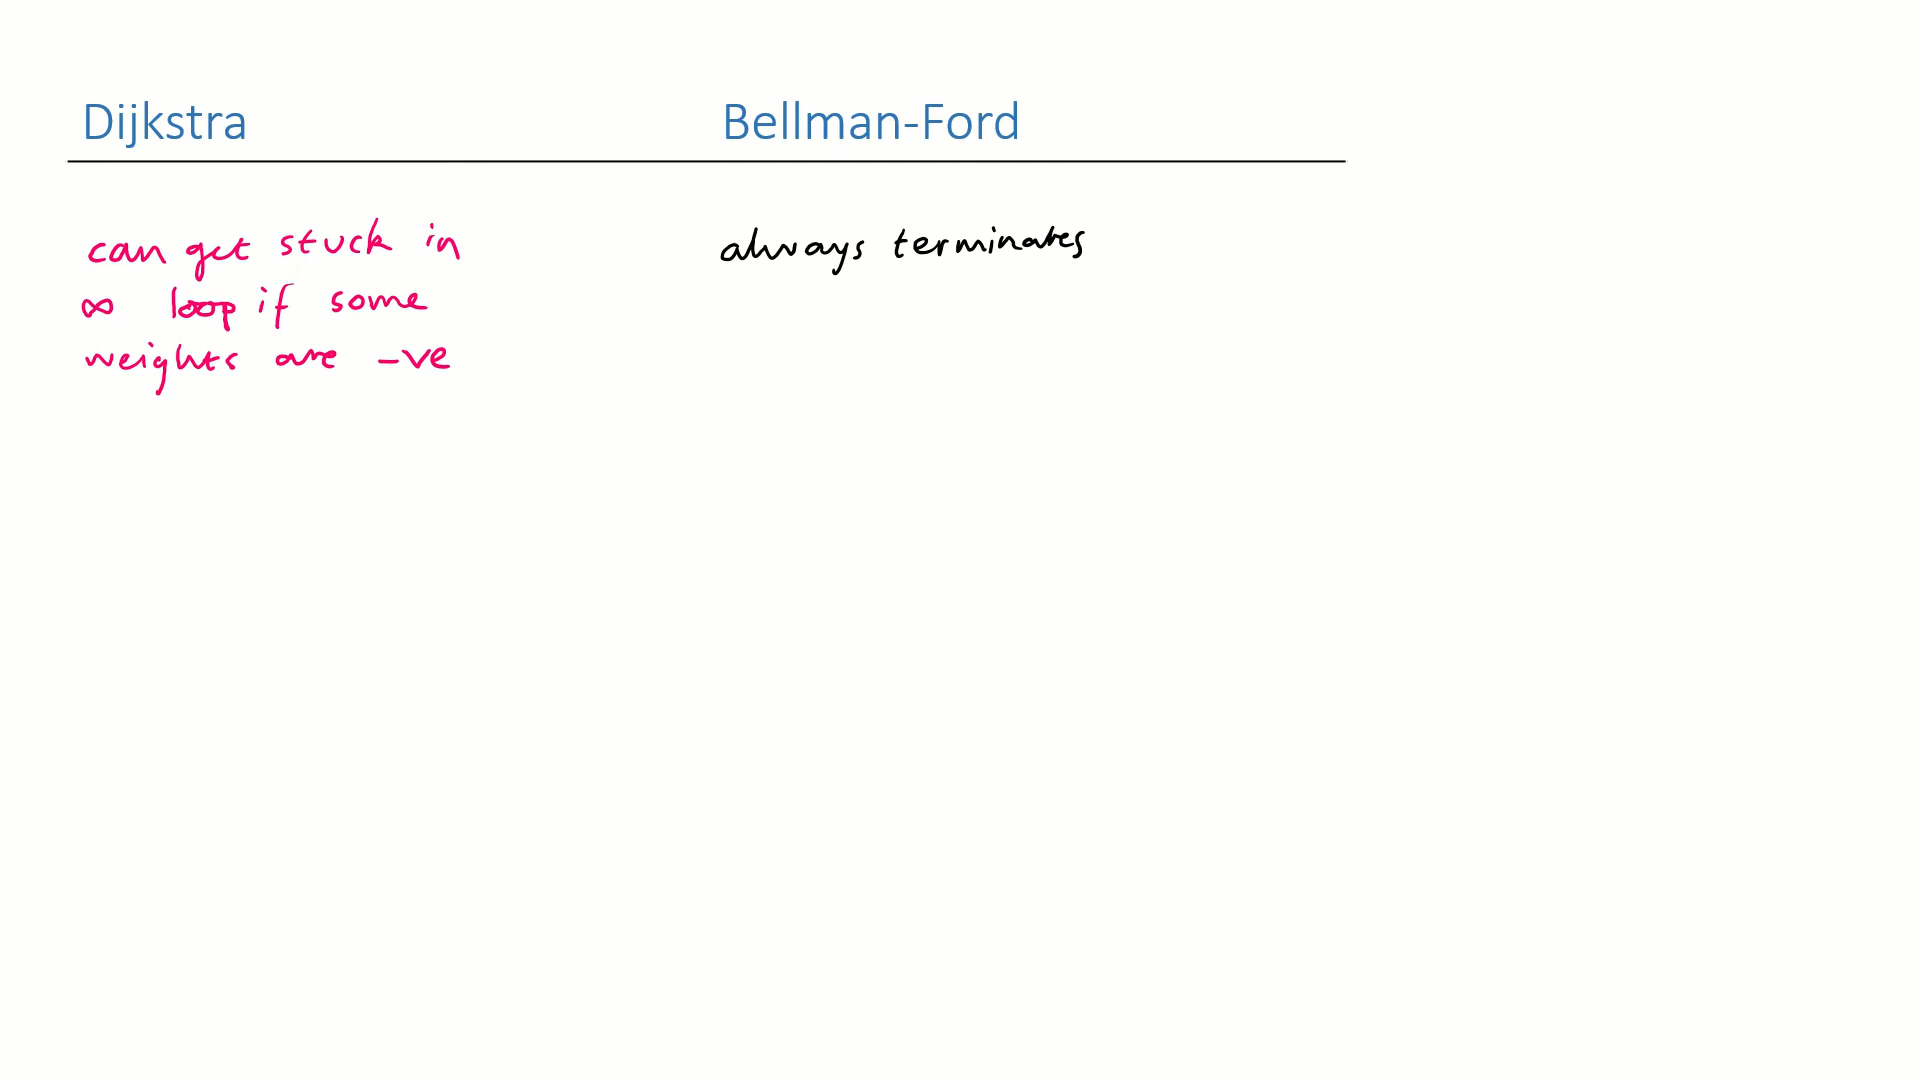 Dijkstra
Bellman-Ford
can get stuck in
∞ loop if some
weights are -ve
always terminates